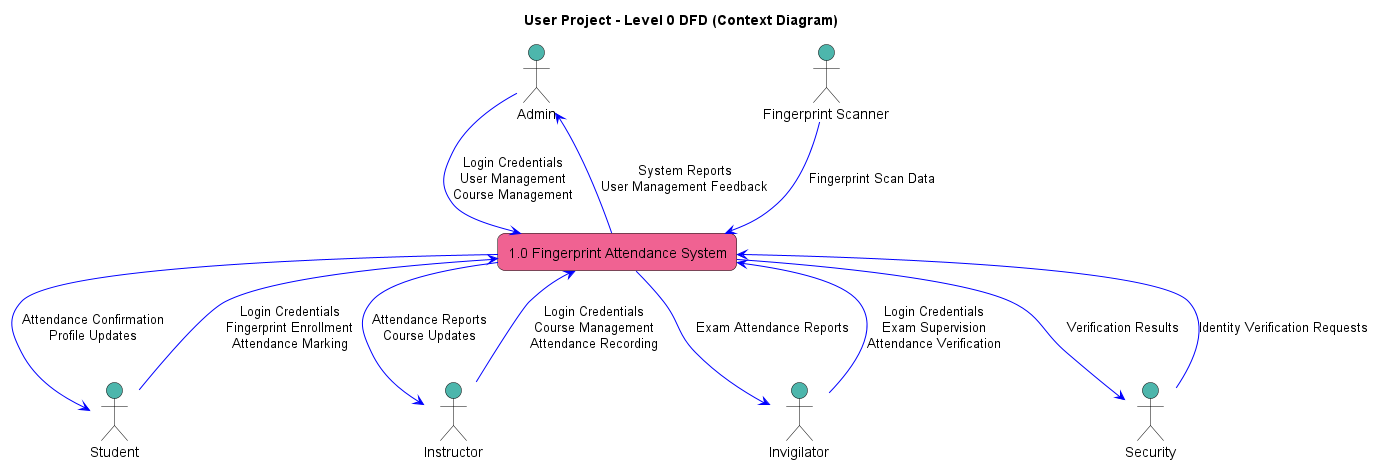 User Project - Level 0 DFD (Context Diagram)
Admin
Fingerprint Scanner
Login Credentials
User Management
Course Management
System Reports
User Management Feedback
Fingerprint Scan Data
1.0 Fingerprint Attendance System
Attendance Confirmation
Profile Updates
Login Credentials
Fingerprint Enrollment
Attendance Marking
Attendance Reports
Course Updates
Login Credentials
Course Management
Attendance Recording
Exam Attendance Reports
Login Credentials
Exam Supervision
Attendance Verification
Verification Results
Identity Verification Requests
Student
Instructor
Invigilator
Security